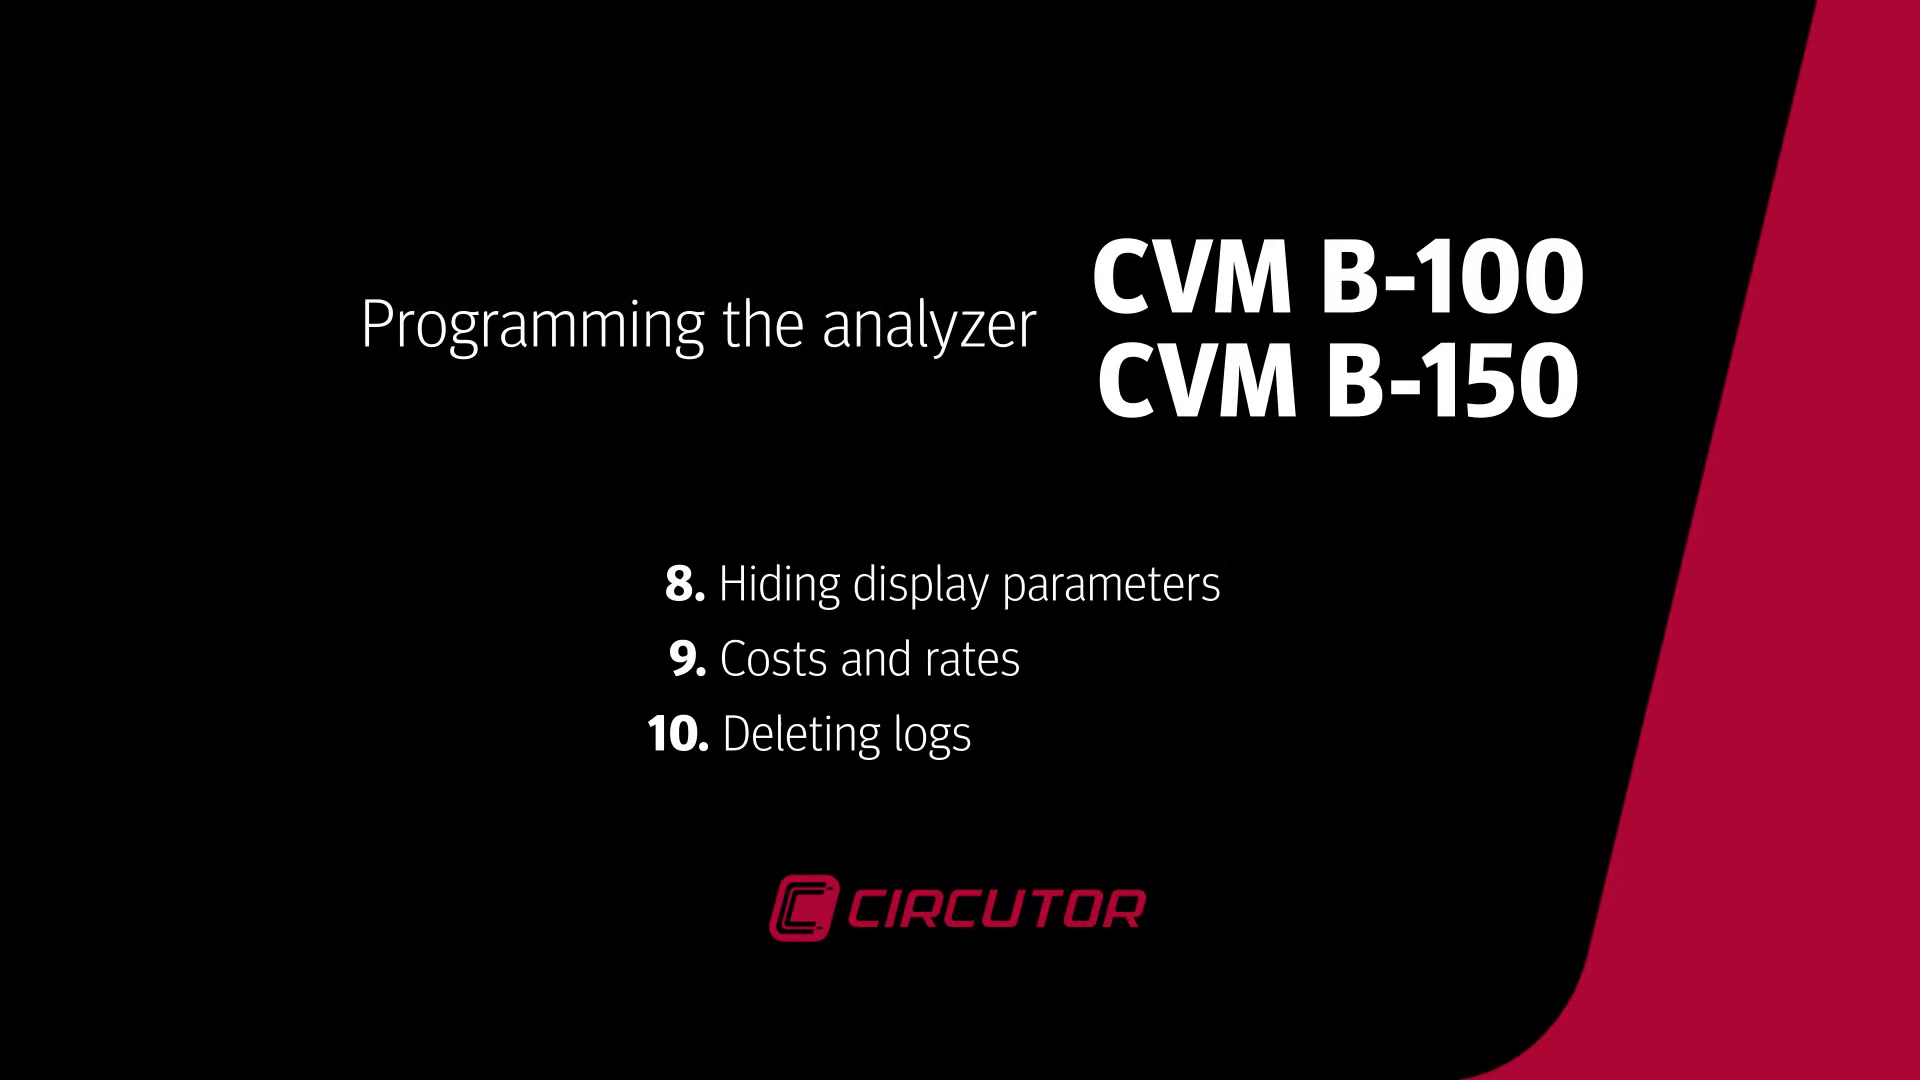 Programming the analyzer
CVM B-100
CVM B-150
8. Hiding display parameters
9. Costs and rates
10. Deleting logs
CIRCUTOR